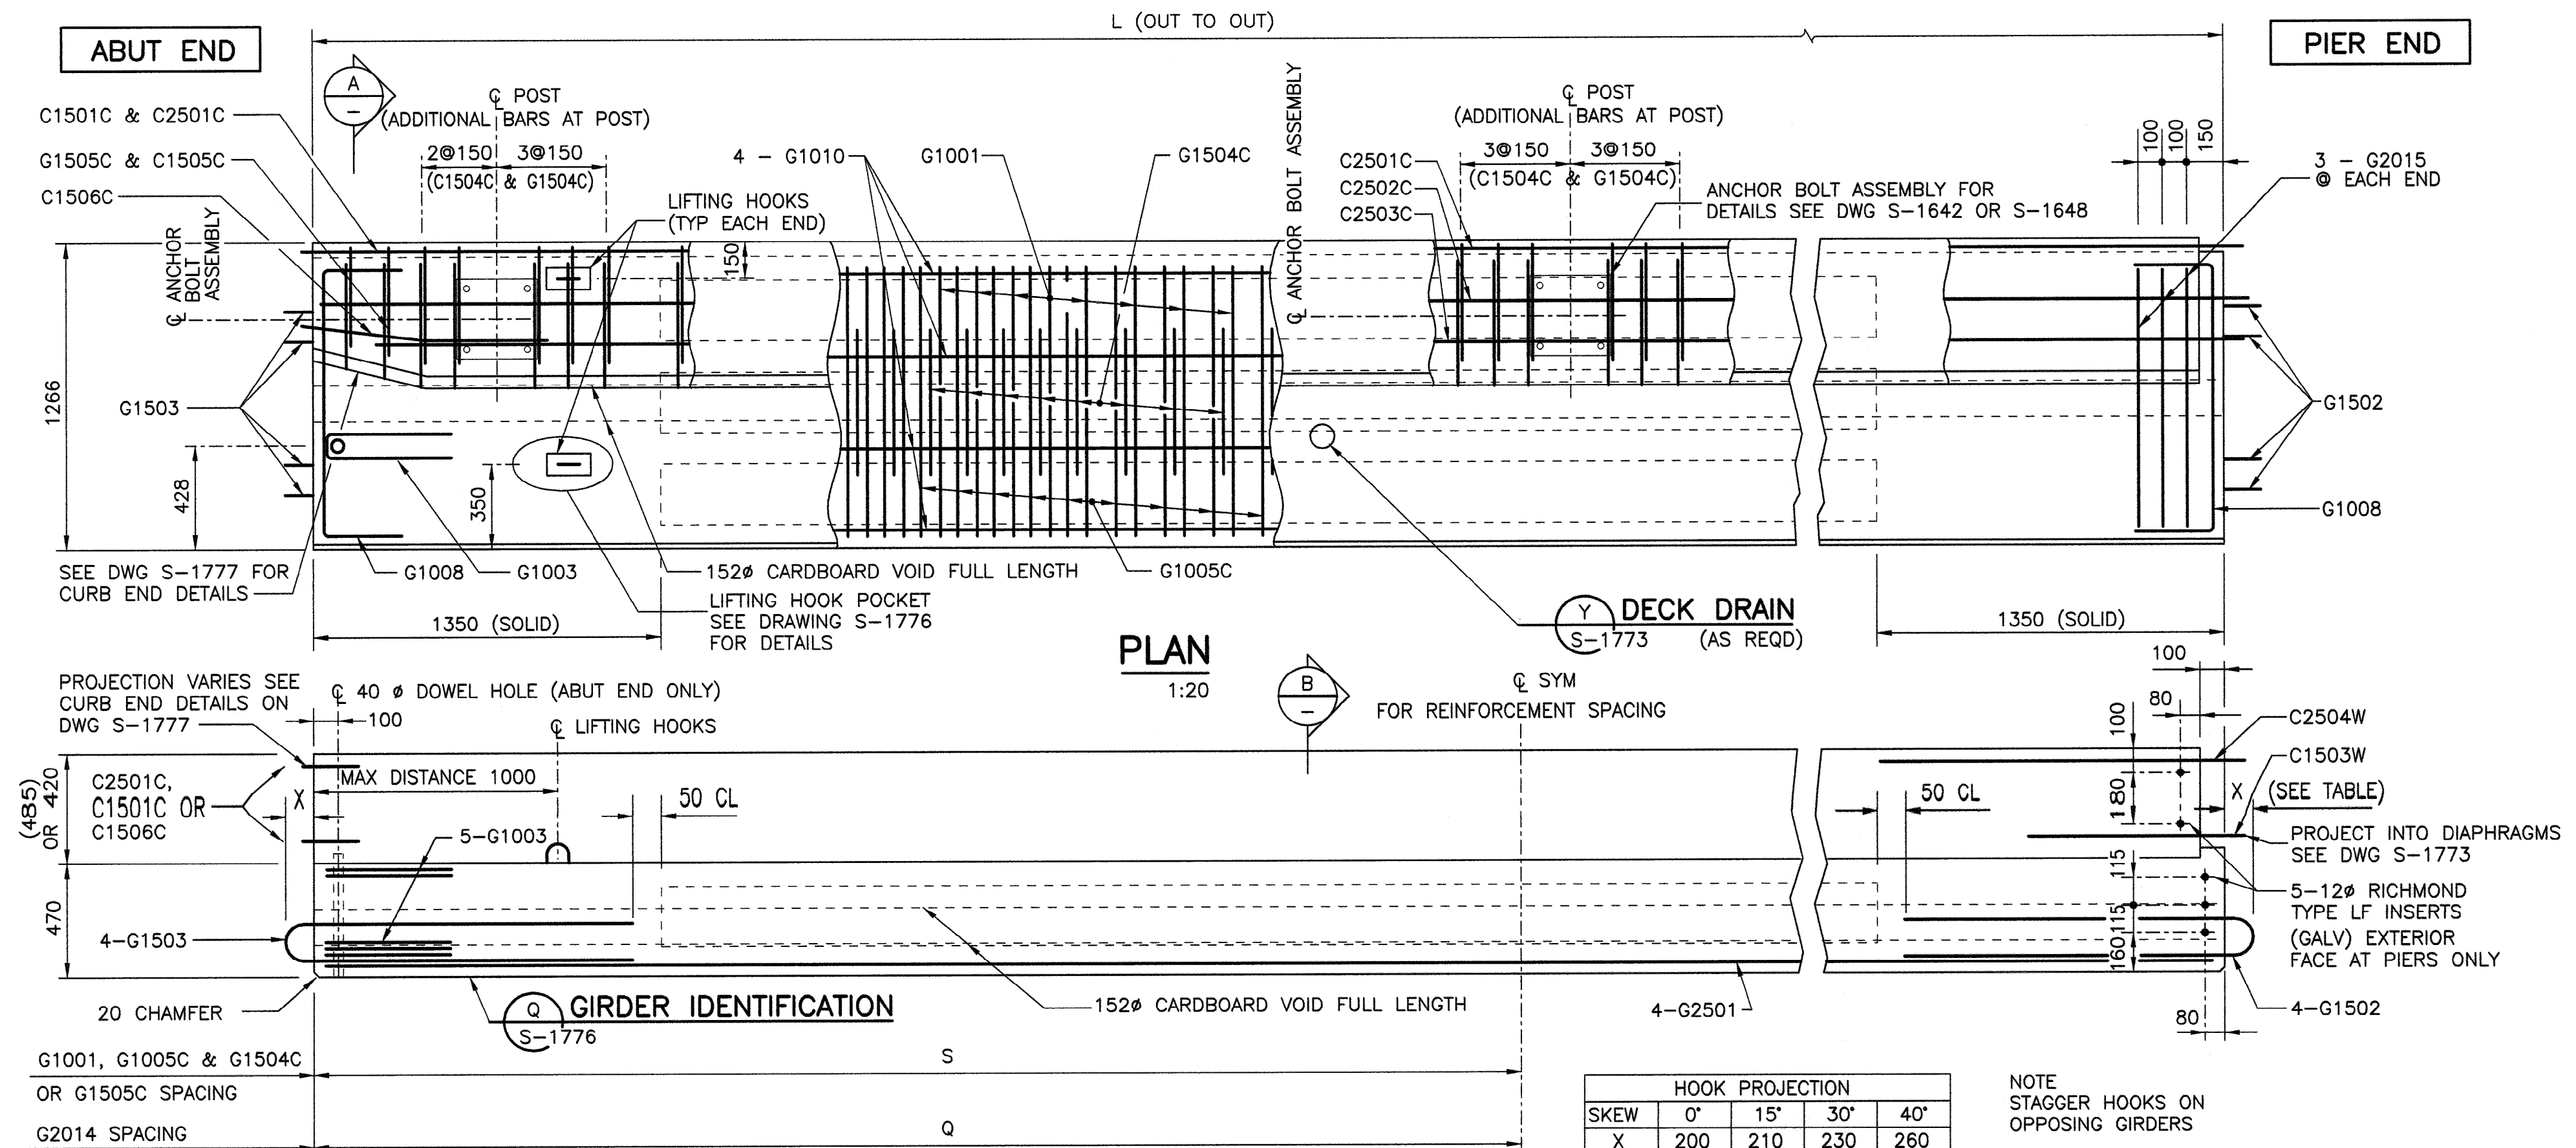 L (OUT TO OUT)
ABUT END
PIER END
A
-
C1501C & C2501C
G1505C & C1505C
C1506C
℄ POST
(ADDITIONAL BARS AT POST)
2@150
3@150
(C1504C & G1504C)
LIFTING HOOKS
(TYP EACH END)
4 - G1010
G1001
G1504C
℄ ANCHOR BOLT ASSEMBLY
℄ POST
(ADDITIONAL BARS AT POST)
3@150
3@150
(C1504C & G1504C)
C2501C
C2502C
C2503C
ANCHOR BOLT ASSEMBLY FOR
DETAILS SEE DWG S-1642 OR S-1648
100
100
150
3 - G2015
@ EACH END
℄ ANCHOR
BOLT
ASSEMBLY
150
1266
G1503
428
350
G1502
G1008
SEE DWG S-1777 FOR
CURB END DETAILS
G1008
G1003
152ø CARDBOARD VOID FULL LENGTH
G1005C
LIFTING HOOK POCKET
SEE DRAWING S-1776
FOR DETAILS
1350 (SOLID)
PLAN
1:20
Y
S-1773
DECK DRAIN
(AS REQD)
1350 (SOLID)
PROJECTION VARIES SEE
CURB END DETAILS ON
DWG S-1777
℄ 40 ø DOWEL HOLE (ABUT END ONLY)
100
℄ LIFTING HOOKS
B
-
℄ SYM
FOR REINFORCEMENT SPACING
100
80
100
C2504W
C1503W
(485)
OR 420
C2501C,
C1501C OR
C1506C
X
MAX DISTANCE 1000
50 CL
50 CL
180
X
(SEE TABLE)
PROJECT INTO DIAPHRAGMS
SEE DWG S-1773
5-G1003
470
4-G1503
115
115
160
5-12ø RICHMOND
TYPE LF INSERTS
(GALV) EXTERIOR
FACE AT PIERS ONLY
20 CHAMFER
Q
S-1776
GIRDER IDENTIFICATION
152ø CARDBOARD VOID FULL LENGTH
4-G2501
4-G1502
80
G1001, G1005C & G1504C
OR G1505C SPACING
S
G2014 SPACING
Q
HOOK PROJECTION
SKEW 0° 15° 30° 40°
X 200 210 230 260
NOTE
STAGGER HOOKS ON
OPPOSING GIRDERS